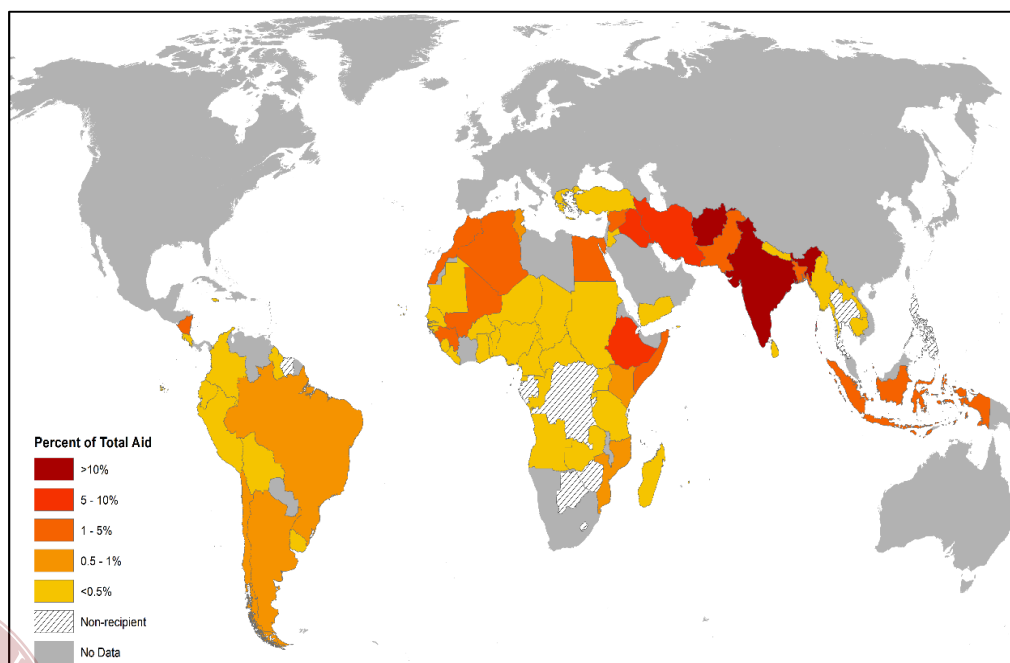 Percent of Total Aid
>10%
5 - 10%
1 - 5%
0.5 - 1%
<0.5%
Non-recipient
No Data